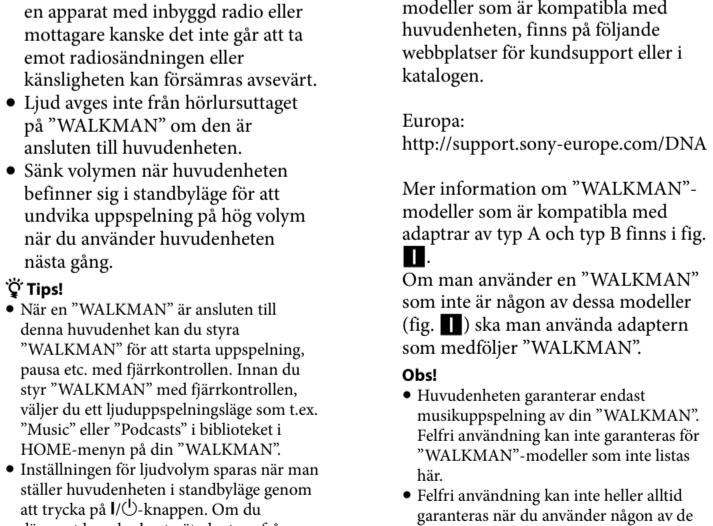 en apparat med inbyggd radio eller
mottagare kanske det inte går att ta
emot radiosändningen eller
känsligheten kan försämras avsevärt.
• Ljud avges inte från hörlursuttaget
på ”WALKMAN” om den är
ansluten till huvudenheten.
• Sänk volymen när huvudenheten
befinner sig i standbyläge för att
undvika uppspelning på hög volym
när du använder huvudenheten
nästa gång.
Tips!
• När en ”WALKMAN” är ansluten till
denna huvudenhet kan du styra
”WALKMAN” för att starta uppspelning,
pausa etc. med fjärrkontrollen. Innan du
styr ”WALKMAN” med fjärrkontrollen,
väljer du ett ljuduppspelningsläge som t.ex.
”Music” eller ”Podcasts” i biblioteket i
HOME-menyn på din ”WALKMAN”.
• Inställningen för ljudvolym sparas när man
ställer huvudenheten i standbyläge genom
att trycka på I/⏻-knappen. Om du
modeller som är kompatibla med
huvudenheten, finns på följande
webbplatser för kundsupport eller i
katalogen.
Europa:
http://support.sony-europe.com/DNA
Mer information om ”WALKMAN”-
modeller som är kompatibla med
adaptrar av typ A och typ B finns i fig.
I.
Om man använder en ”WALKMAN”
som inte är någon av dessa modeller
(fig. I) ska man använda adaptern
som medföljer ”WALKMAN”.
Obs!
• Huvudenheten garanterar endast
musikuppspelning av din ”WALKMAN”.
Felfri användning kan inte garanteras för
”WALKMAN”-modeller som inte listas
här.
• Felfri användning kan inte heller alltid
garanteras när du använder någon av de